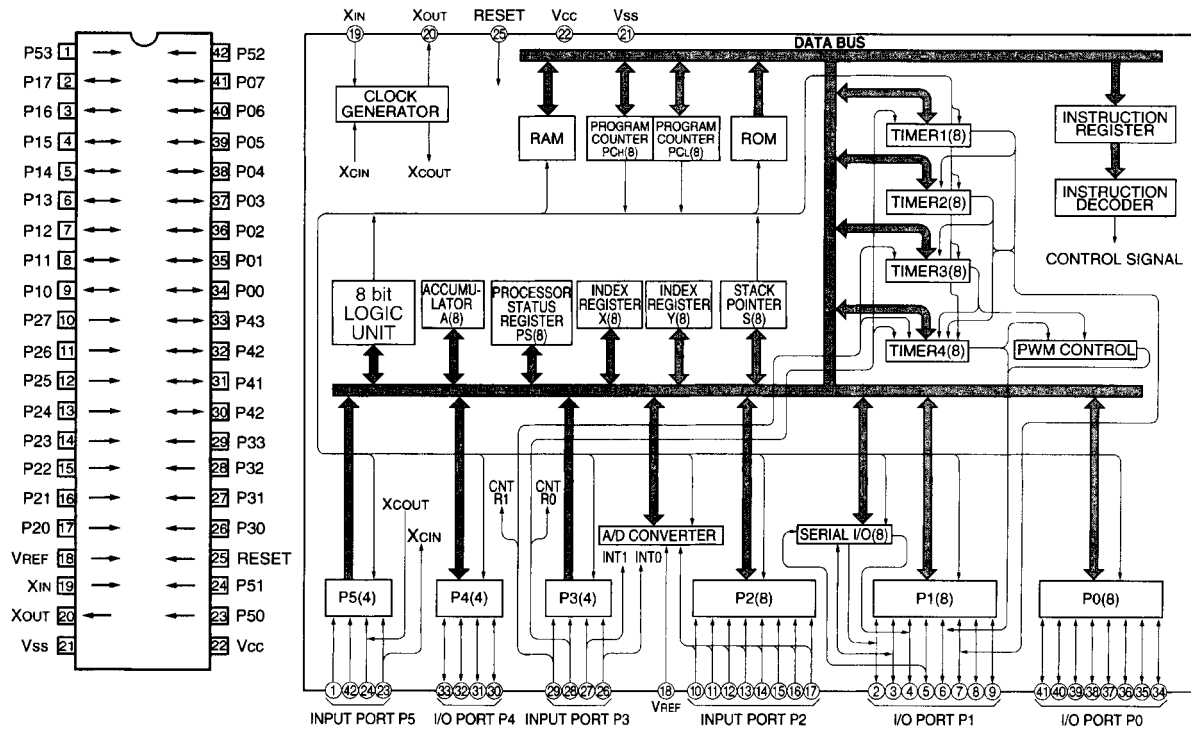 P53 1 42 P52
P17 2 41 P07
P16 3 40 P06
P15 4 39 P05
P14 5 38 P04
P13 6 37 P03
P12 7 36 P02
P11 8 35 P01
P10 9 34 P00
P27 10 33 P43
P26 11 32 P42
P25 12 31 P41
P24 13 30 P42
P23 14 29 P33
P22 15 28 P32
P21 16 27 P31
P20 17 26 P30
VREF 18 25 RESET
XIN 19 24 P51
XOUT 20 23 P50
Vss 21 22 Vcc
XIN XOUT RESET Vcc Vss
19 20 25 22 21
DATA BUS
CLOCK
GENERATOR
XCIN XCOUT
RAM
PROGRAM
COUNTER
PCH(8)
PROGRAM
COUNTER
PCL(8)
ROM
TIMER1(8)
TIMER2(8)
TIMER3(8)
TIMER4(8)
PWM CONTROL
INSTRUCTION
REGISTER
INSTRUCTION
DECODER
CONTROL SIGNAL
8 bit
LOGIC
UNIT
ACCUMU-
LATOR
A(8)
PROCESSOR
STATUS
REGISTER
PS(8)
INDEX
REGISTER
X(8)
INDEX
REGISTER
Y(8)
STACK
POINTER
S(8)
XCOUT
XCIN
CNT
R1
CNT
R0
A/D CONVERTER
INT1 INT0
SERIAL I/O(8)
P5(4) P4(4) P3(4) P2(8) P1(8) P0(8)
1 42 24 23 33 32 31 30 29 28 27 26 18 10 11 12 13 14 15 16 17 2 3 4 5 6 7 8 9 41 40 39 38 37 36 35 34
VREF
INPUT PORT P5 I/O PORT P4 INPUT PORT P3 INPUT PORT P2 I/O PORT P1 I/O PORT P0